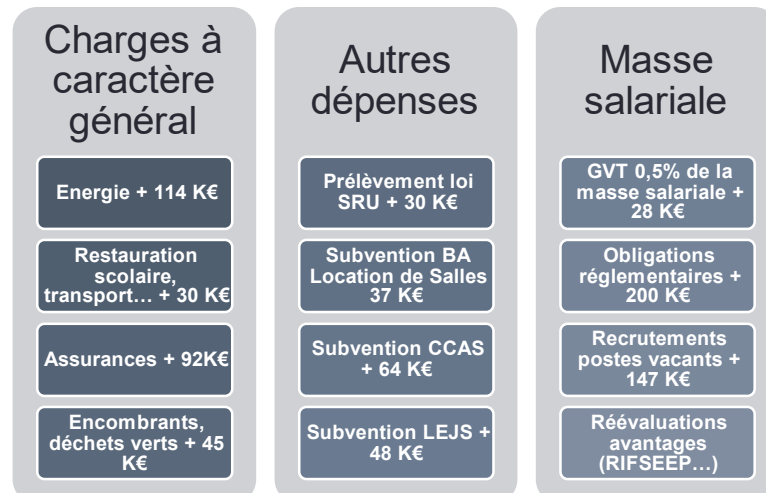 Charges à
caractère
général
Energie + 114 K€
Restauration
scolaire,
transport… + 30 K€
Assurances + 92K€
Encombrants,
déchets verts + 45
K€
Autres
dépenses
Prélèvement loi
SRU + 30 K€
Subvention BA
Location de Salles
37 K€
Subvention CCAS
+ 64 K€
Subvention LEJS +
48 K€
Masse
salariale
GVT 0,5% de la
masse salariale +
28 K€
Obligations
réglementaires +
200 K€
Recrutements
postes vacants +
147 K€
Réévaluations
avantages
(RIFSEEP…)